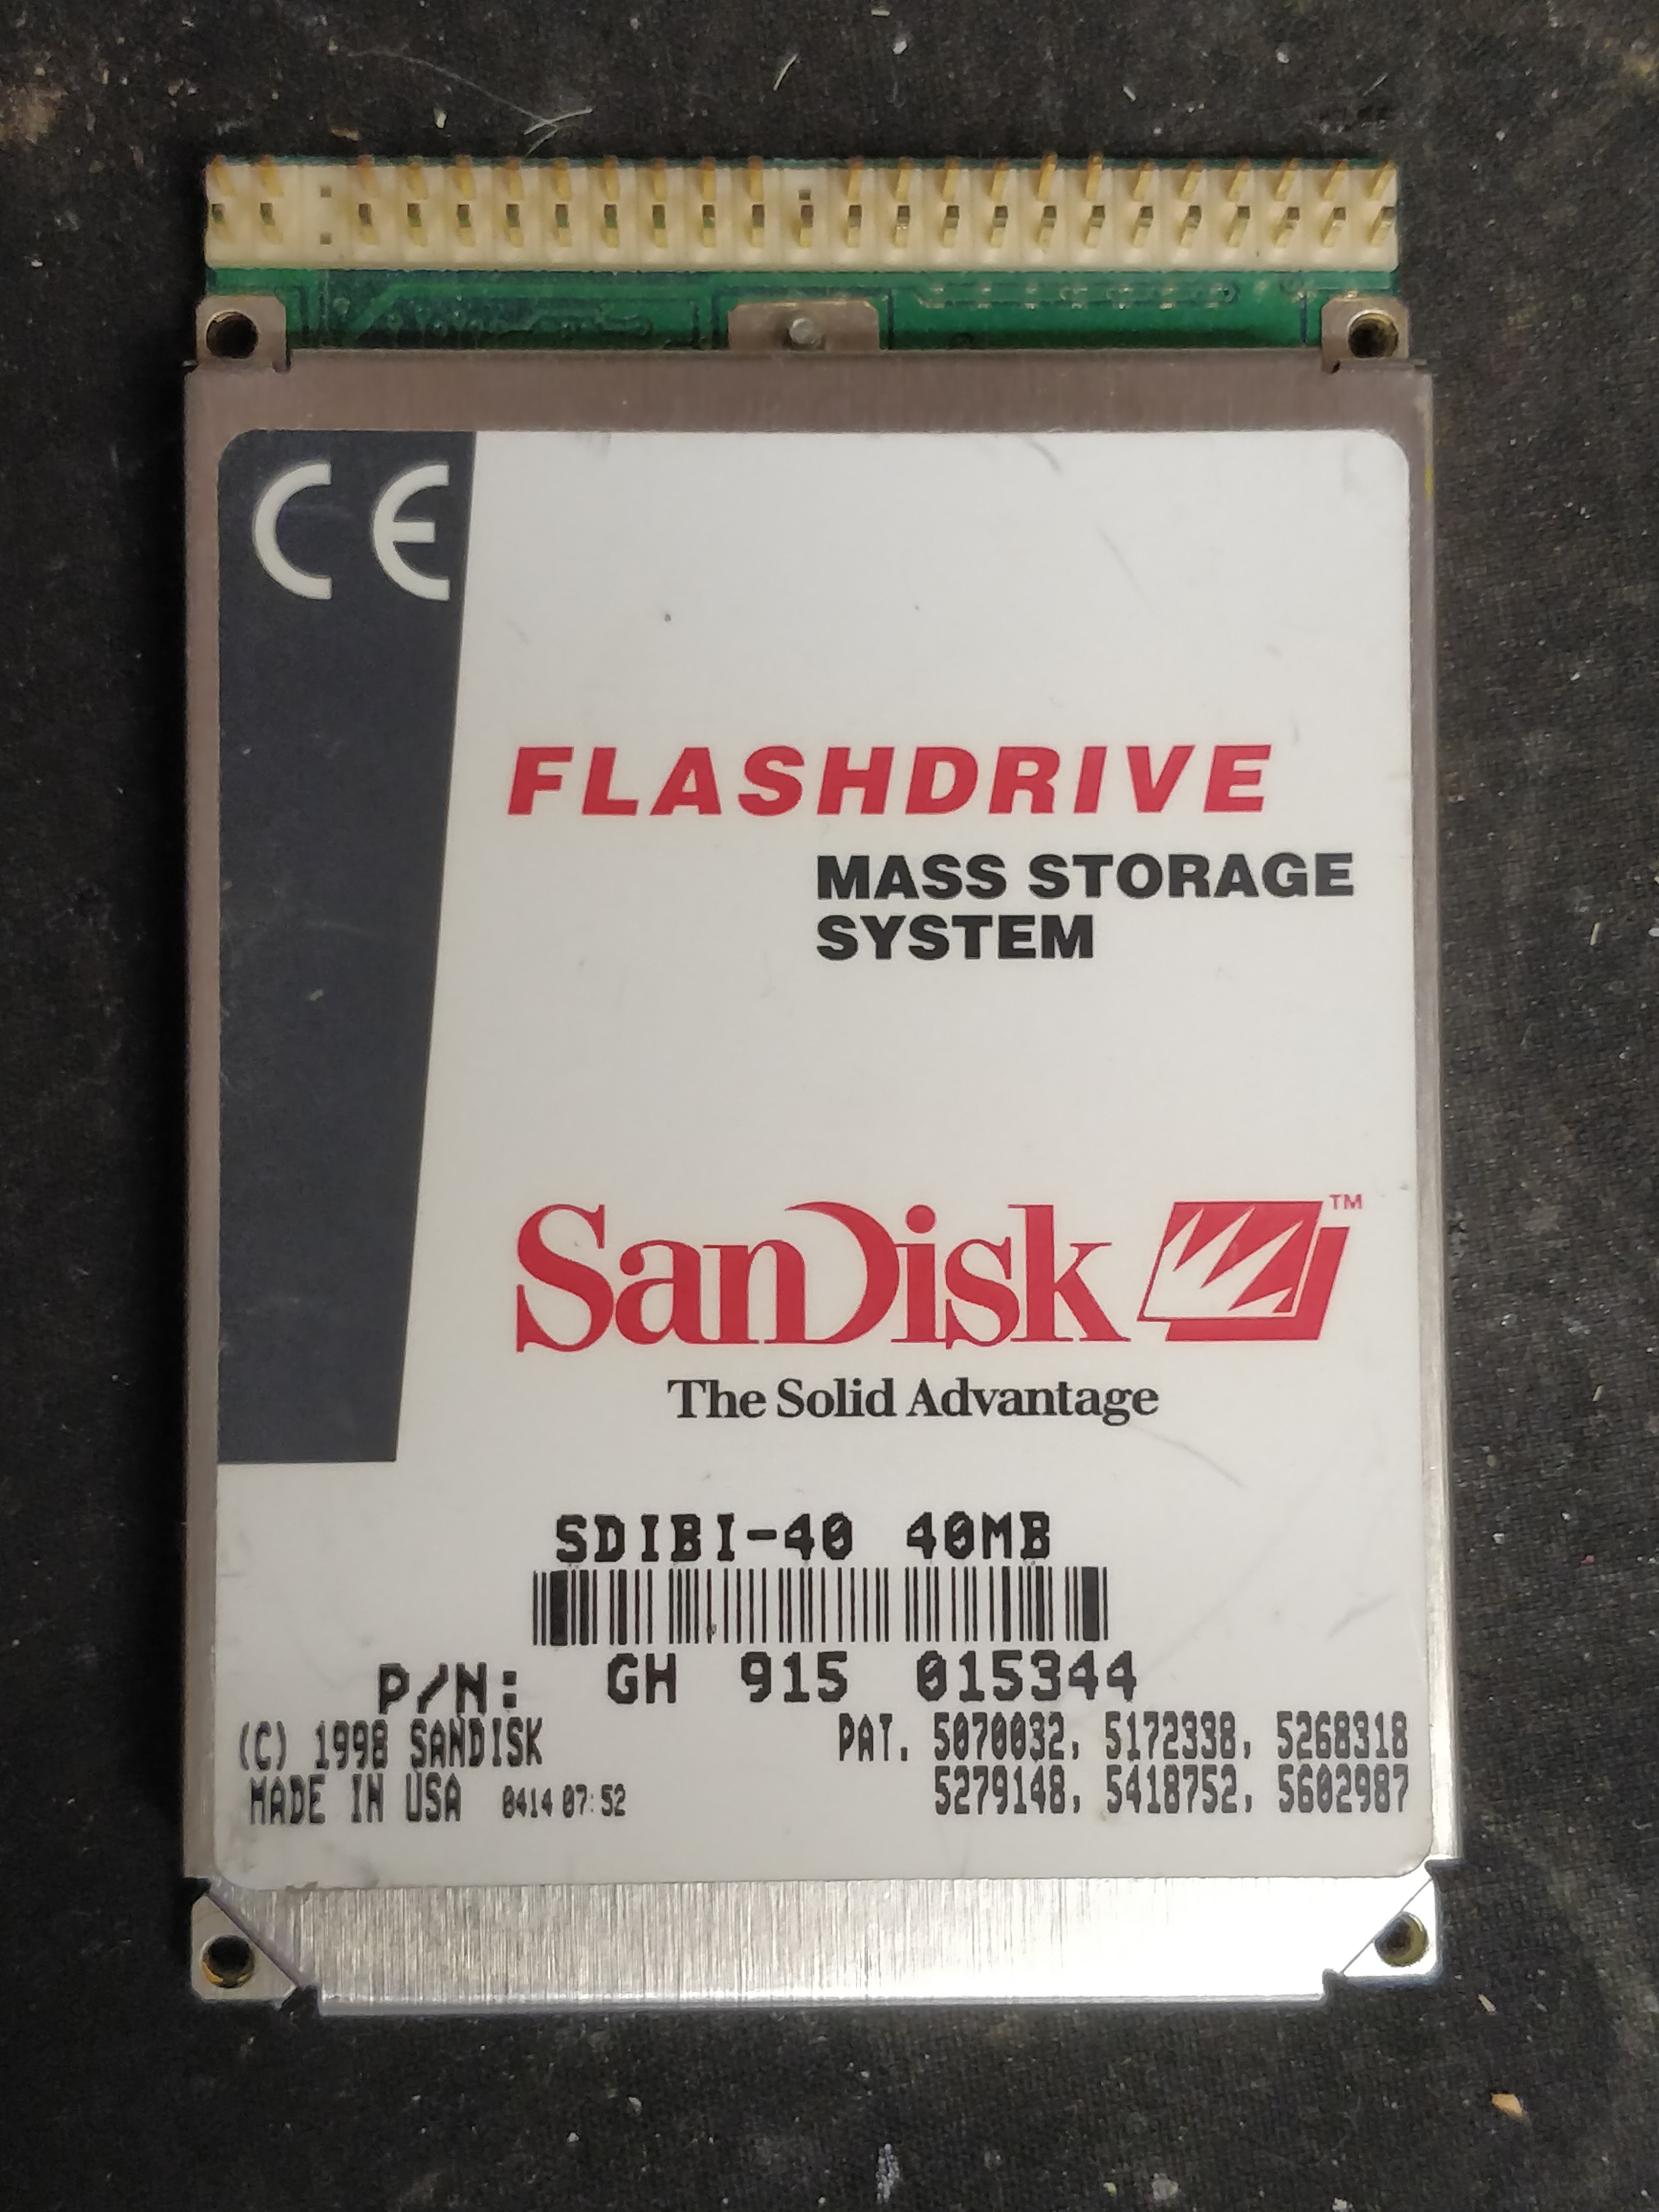 CE
FLASHDRIVE
MASS STORAGE
SYSTEM
SanDisk ™
The Solid Advantage
SDIBI-40 40MB
P/N: GH 915 015344
(C) 1998 SANDISK
MADE IN USA 0414 07:52
PAT. 5070032, 5172338, 5268318
5279148, 5418752, 5602987